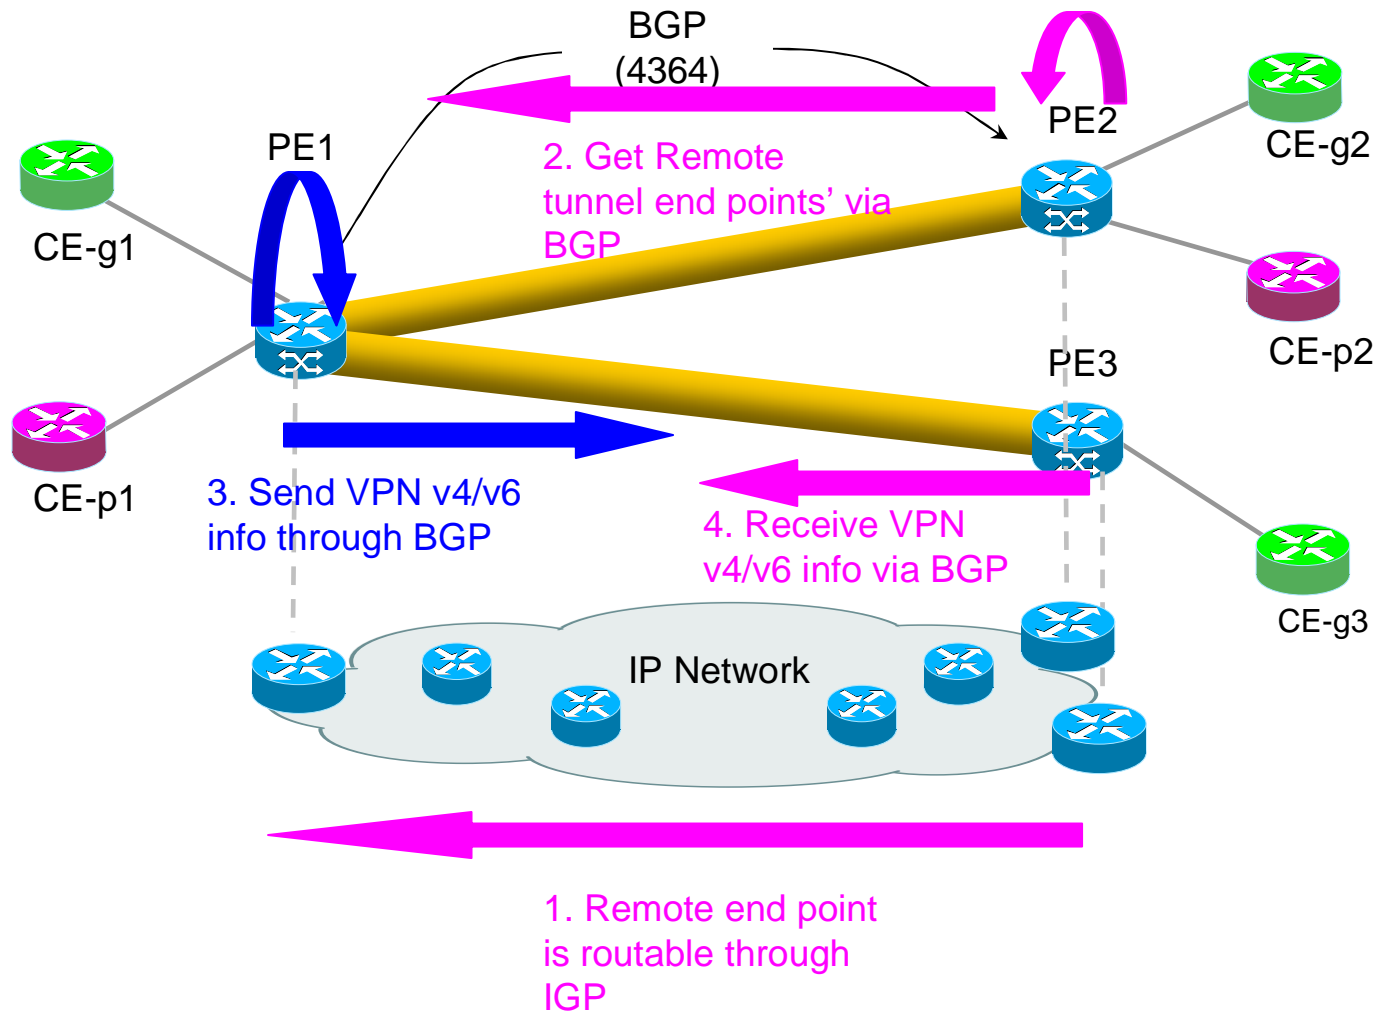 BGP
(4364)
PE2
CE-g2
PE1
2. Get Remote
tunnel end points’ via
BGP
CE-g1
CE-p2
PE3
CE-p1
3. Send VPN v4/v6
info through BGP
4. Receive VPN
v4/v6 info via BGP
CE-g3
IP Network
1. Remote end point
is routable through
IGP